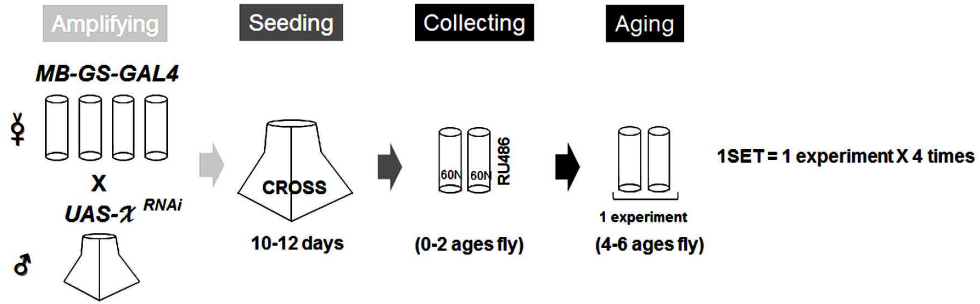 Amplifying
Seeding
Collecting
Aging
MB-GS-GAL4
X
UAS-χ RNAi
CROSS
10-12 days
60N
60N
RU486
(0-2 ages fly)
1 experiment
(4-6 ages fly)
1SET = 1 experiment X 4 times